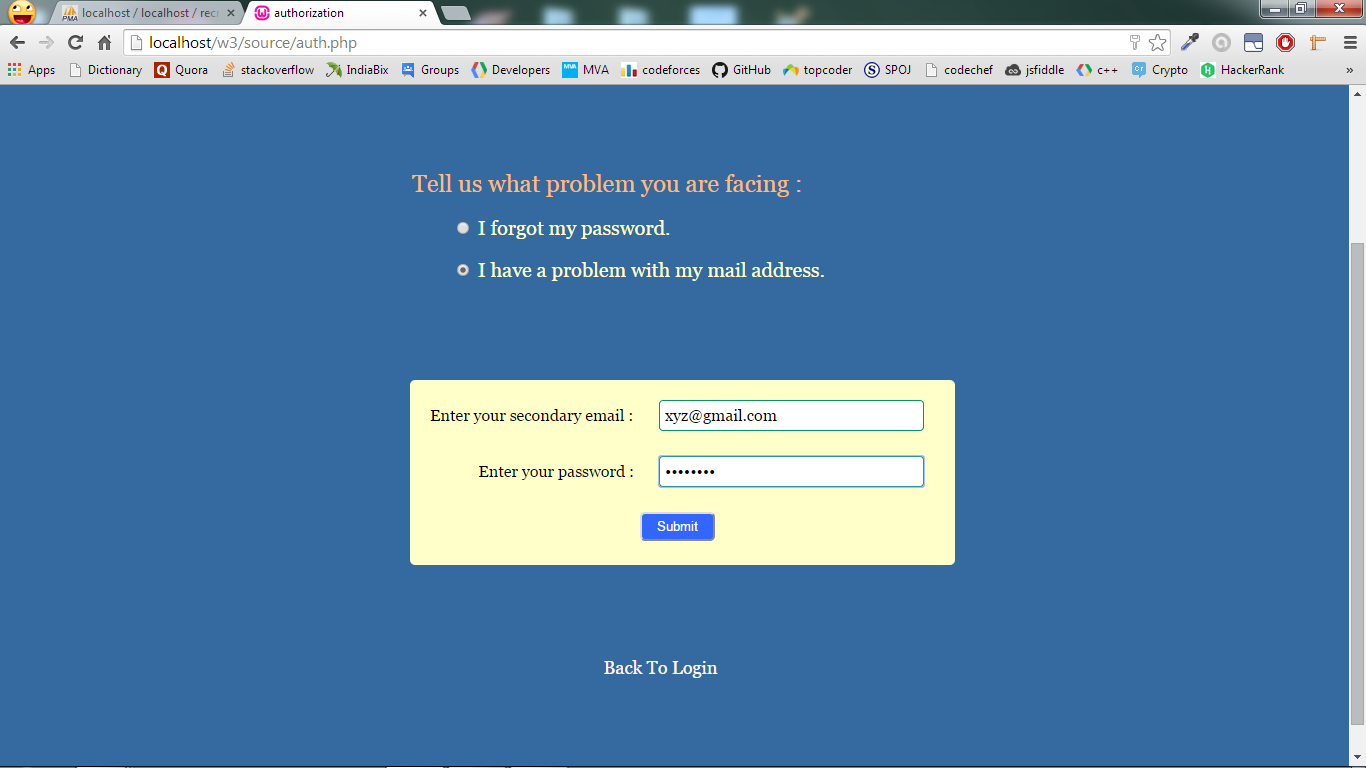 PMA localhost / localhost / recr
authorization
localhost/w3/source/auth.php
Apps Dictionary Quora stackoverflow IndiaBix Groups Developers MVA codeforces GitHub topcoder SPOJ codechef jsfiddle c++ Crypto HackerRank »
Tell us what problem you are facing :
I forgot my password.
I have a problem with my mail address.
Enter your secondary email : xyz@gmail.com
Enter your password : ••••••••
Submit
Back To Login